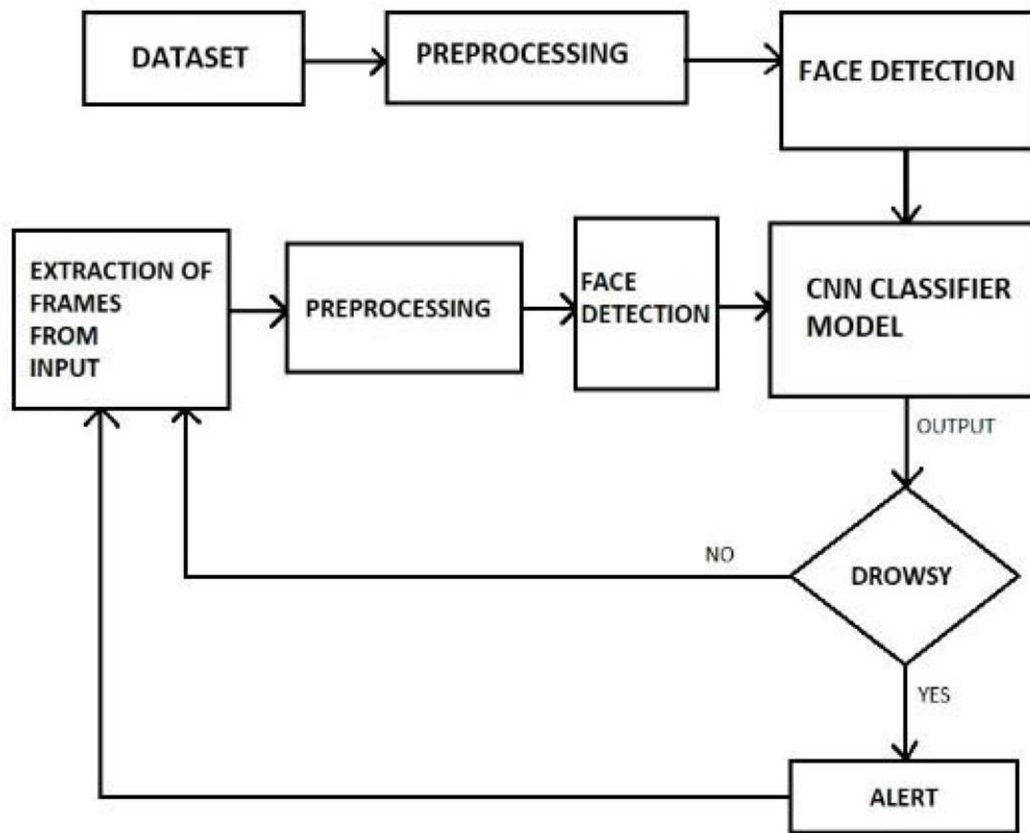 DATASET
PREPROCESSING
FACE DETECTION
EXTRACTION OF
FRAMES
FROM
INPUT
PREPROCESSING
FACE
DETECTION
CNN CLASSIFIER
MODEL
OUTPUT
NO
DROWSY
YES
ALERT